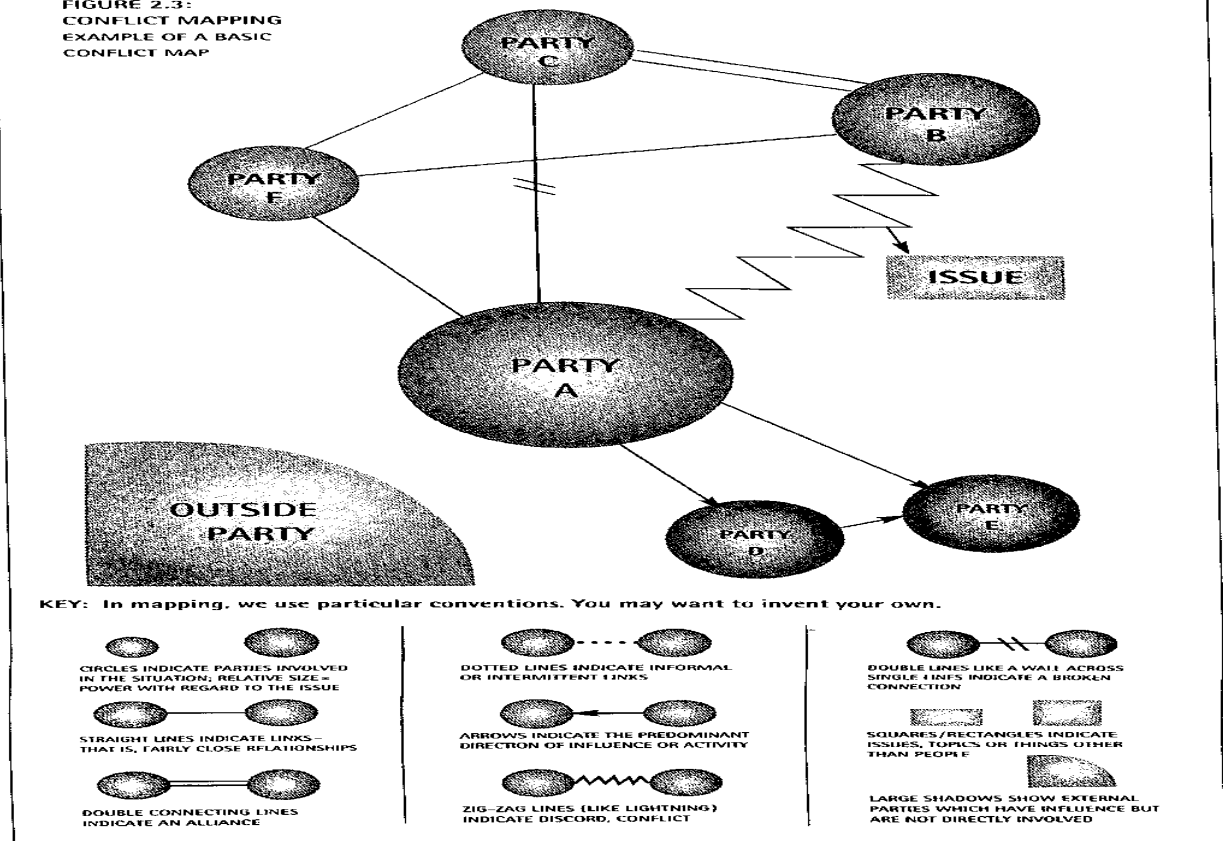 FIGURE 2.3:
CONFLICT MAPPING
EXAMPLE OF A BASIC
CONFLICT MAP
PARTY
C
PARTY
B
PARTY
F
ISSUE
PARTY
A
OUTSIDE
PARTY
PARTY
D
PARTY
E
KEY: In mapping, we use particular conventions. You may want to invent your own.
CIRCLES INDICATE PARTIES INVOLVED
IN THE SITUATION; RELATIVE SIZE =
POWER WITH REGARD TO THE ISSUE
STRAIGHT LINES INDICATE LINKS–
THAT IS, FAIRLY CLOSE RELATIONSHIPS
DOUBLE CONNECTING LINES
INDICATE AN ALLIANCE
DOTTED LINES INDICATE INFORMAL
OR INTERMITTENT LINKS
ARROWS INDICATE THE PREDOMINANT
DIRECTION OF INFLUENCE OR ACTIVITY
ZIG–ZAG LINES (LIKE LIGHTNING)
INDICATE DISCORD, CONFLICT
DOUBLE LINES LIKE A WALL ACROSS
SINGLE LINES INDICATE A BROKEN
CONNECTION
SQUARES/RECTANGLES INDICATE
ISSUES, TOPICS OR THINGS OTHER
THAN PEOPLE
LARGE SHADOWS SHOW EXTERNAL
PARTIES WHICH HAVE INFLUENCE BUT
ARE NOT DIRECTLY INVOLVED